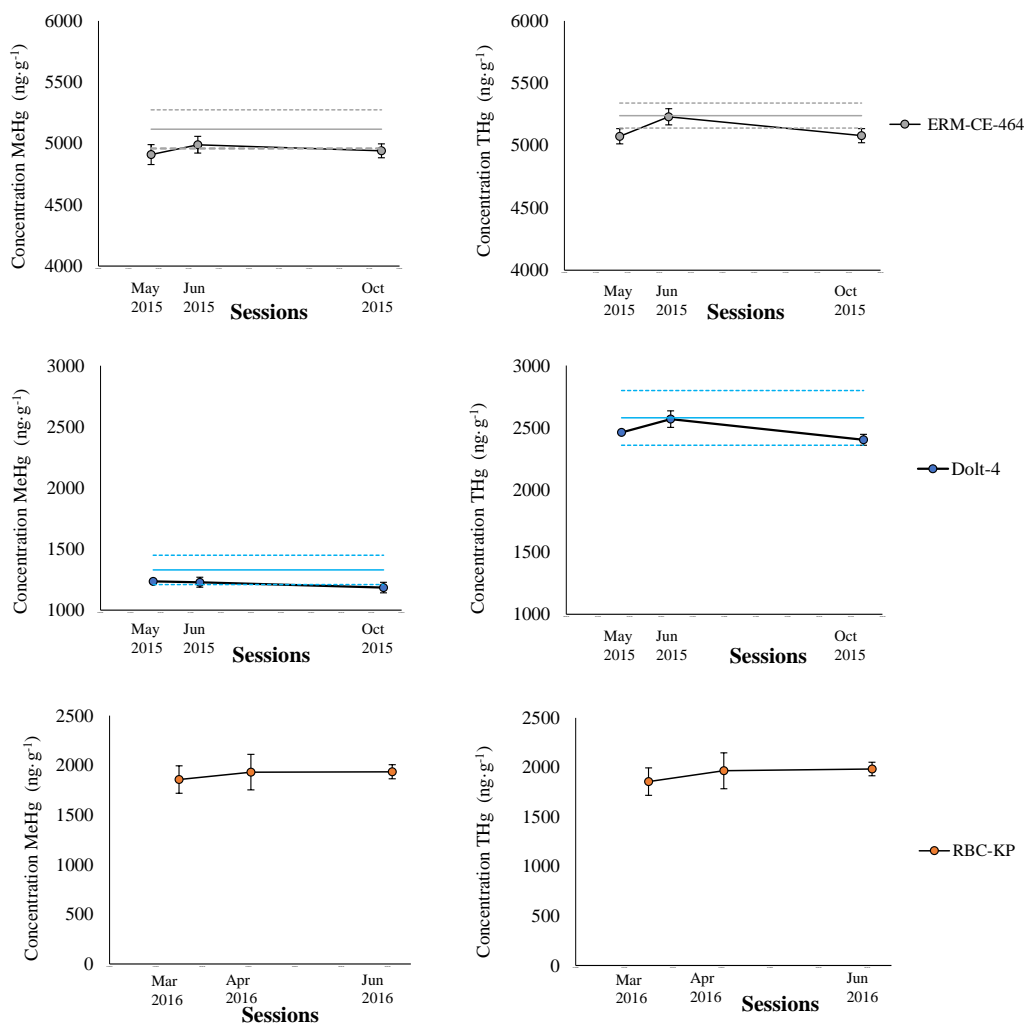 6000
5500
5000
4500
4000
Concentration MeHg (ng·g-1)
May
2015
Jun
2015
Oct
2015
Sessions
6000
5500
5000
4500
4000
Concentration THg (ng·g-1)
May
2015
Jun
2015
Oct
2015
Sessions
ERM-CE-464
3000
2500
2000
1500
1000
Concentration MeHg (ng·g-1)
May
2015
Jun
2015
Oct
2015
Sessions
3000
2500
2000
1500
1000
Concentration THg (ng·g-1)
May
2015
Jun
2015
Oct
2015
Sessions
Dolt-4
2500
2000
1500
1000
500
0
Concentration MeHg (ng·g-1)
Mar
2016
Apr
2016
Jun
2016
Sessions
2500
2000
1500
1000
500
0
Concentration THg (ng·g-1)
Mar
2016
Apr
2016
Jun
2016
Sessions
RBC-KP